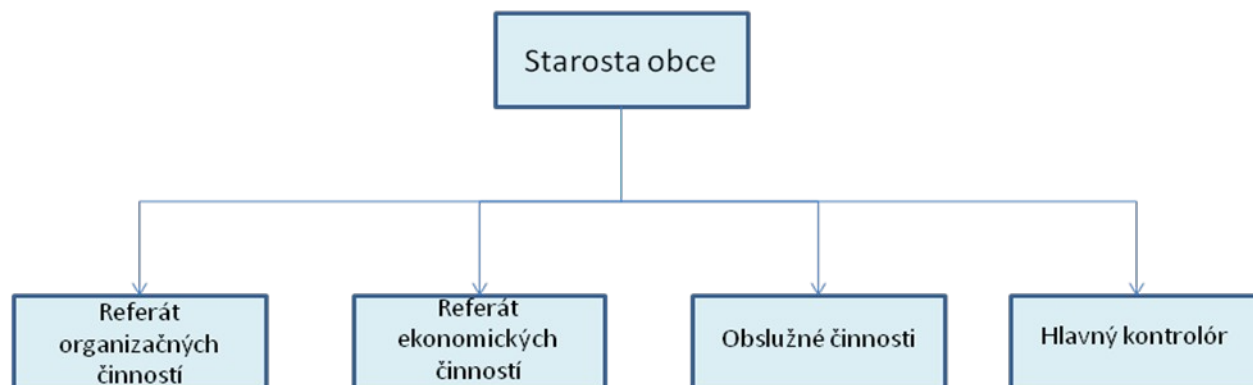 Starosta obce
Referát
organizačných
činností
Referát
ekonomických
činností
Obslužné činnosti
Hlavný kontrolór